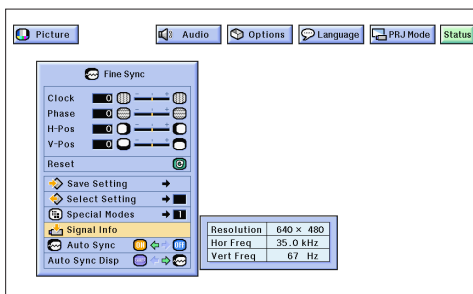 Picture Audio Options Language PRJ Mode Status
Fine Sync
Clock 0
Phase 0
H-Pos 0
V-Pos 0
Reset
Save Setting
Select Setting
Special Modes 1
Signal Info
Auto Sync ON OFF
Auto Sync Disp
Resolution 640 × 480
Hor Freq 35.0 kHz
Vert Freq 67 Hz